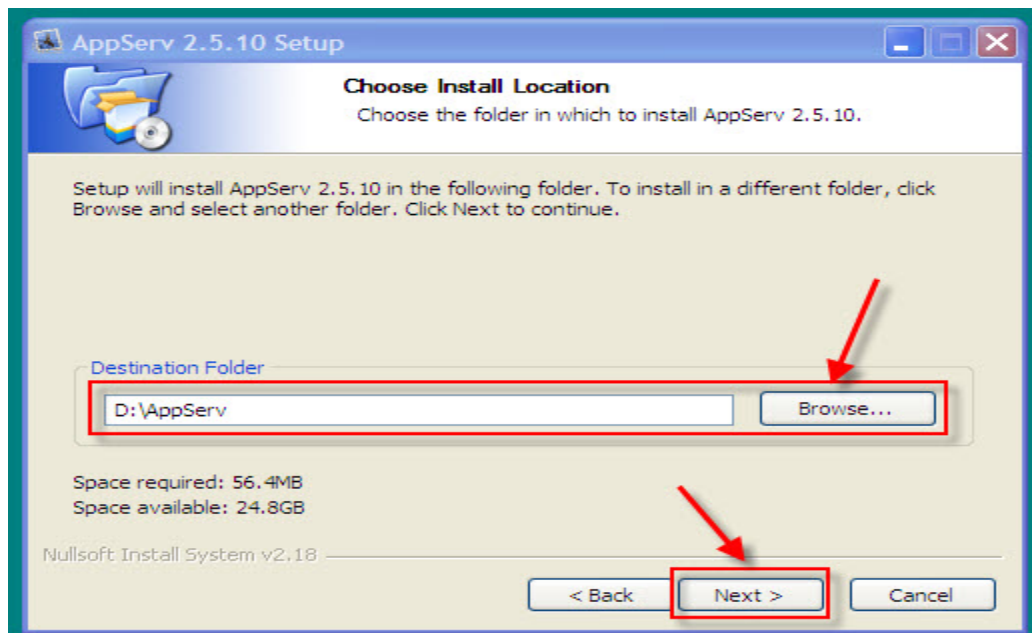 AppServ 2.5.10 Setup
Choose Install Location
Choose the folder in which to install AppServ 2.5.10.
Setup will install AppServ 2.5.10 in the following folder. To install in a different folder, click
Browse and select another folder. Click Next to continue.
Destination Folder
D:\AppServ
Browse...
Space required: 56.4MB
Space available: 24.8GB
Nullsoft Install System v2.18
< Back
Next >
Cancel